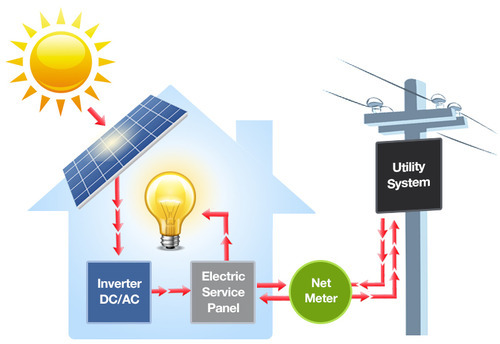 Utility
System
Inverter
DC/AC
Electric
Service
Panel
Net
Meter